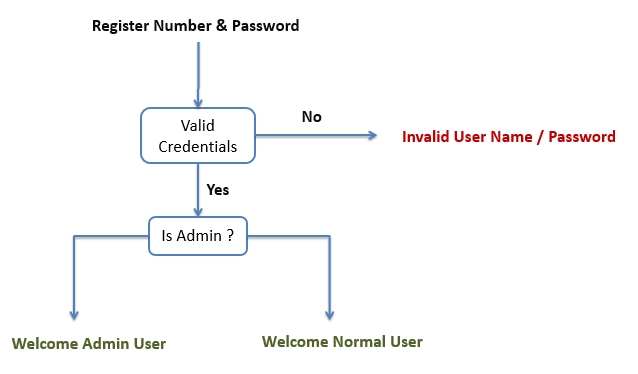 Register Number & Password
Valid
Credentials
No
Invalid User Name / Password
Yes
Is Admin ?
Welcome Admin User
Welcome Normal User